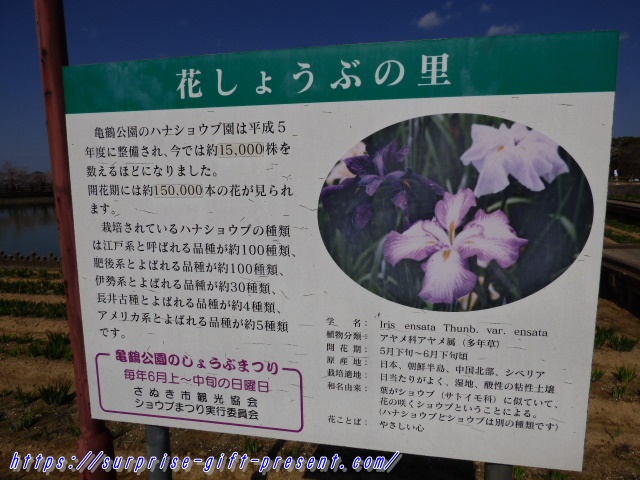 花しょうぶの里
亀鶴公園のハナショウブ園は平成5
年度に整備され、今では約15,000株を
数えるほどになりました。
開花期には約150,000本の花が見られ
ます。
栽培されているハナショウブの種類
は江戸系と呼ばれる品種が約100種類、
肥後系とよばれる品種が約100種類、
伊勢系とよばれる品種が約30種類、
長井古種とよばれる品種が約4種類、
アメリカ系とよばれる品種が約5種類
です。
亀鶴公園のしょうぶまつり
毎年6月上~中旬の日曜日
さぬき市観光協会
ショウブまつり実行委員会
学名: Iris ensata Thunb. var. ensata
植物分類: アヤメ科アヤメ属(多年草)
開花期: 5月下旬~6月下旬頃
原産地: 日本、朝鮮半島、中国北部、シベリア
栽培適地: 日当たりがよく、湿地、酸性の粘性土壌
和名由来: 葉がショウブ(サトイモ科)に似ていて、
花の咲くショウブということによる。
(ハナショウブとショウブは別の種類です)
花ことば: やさしい心
https://surprise-gift-present.com/